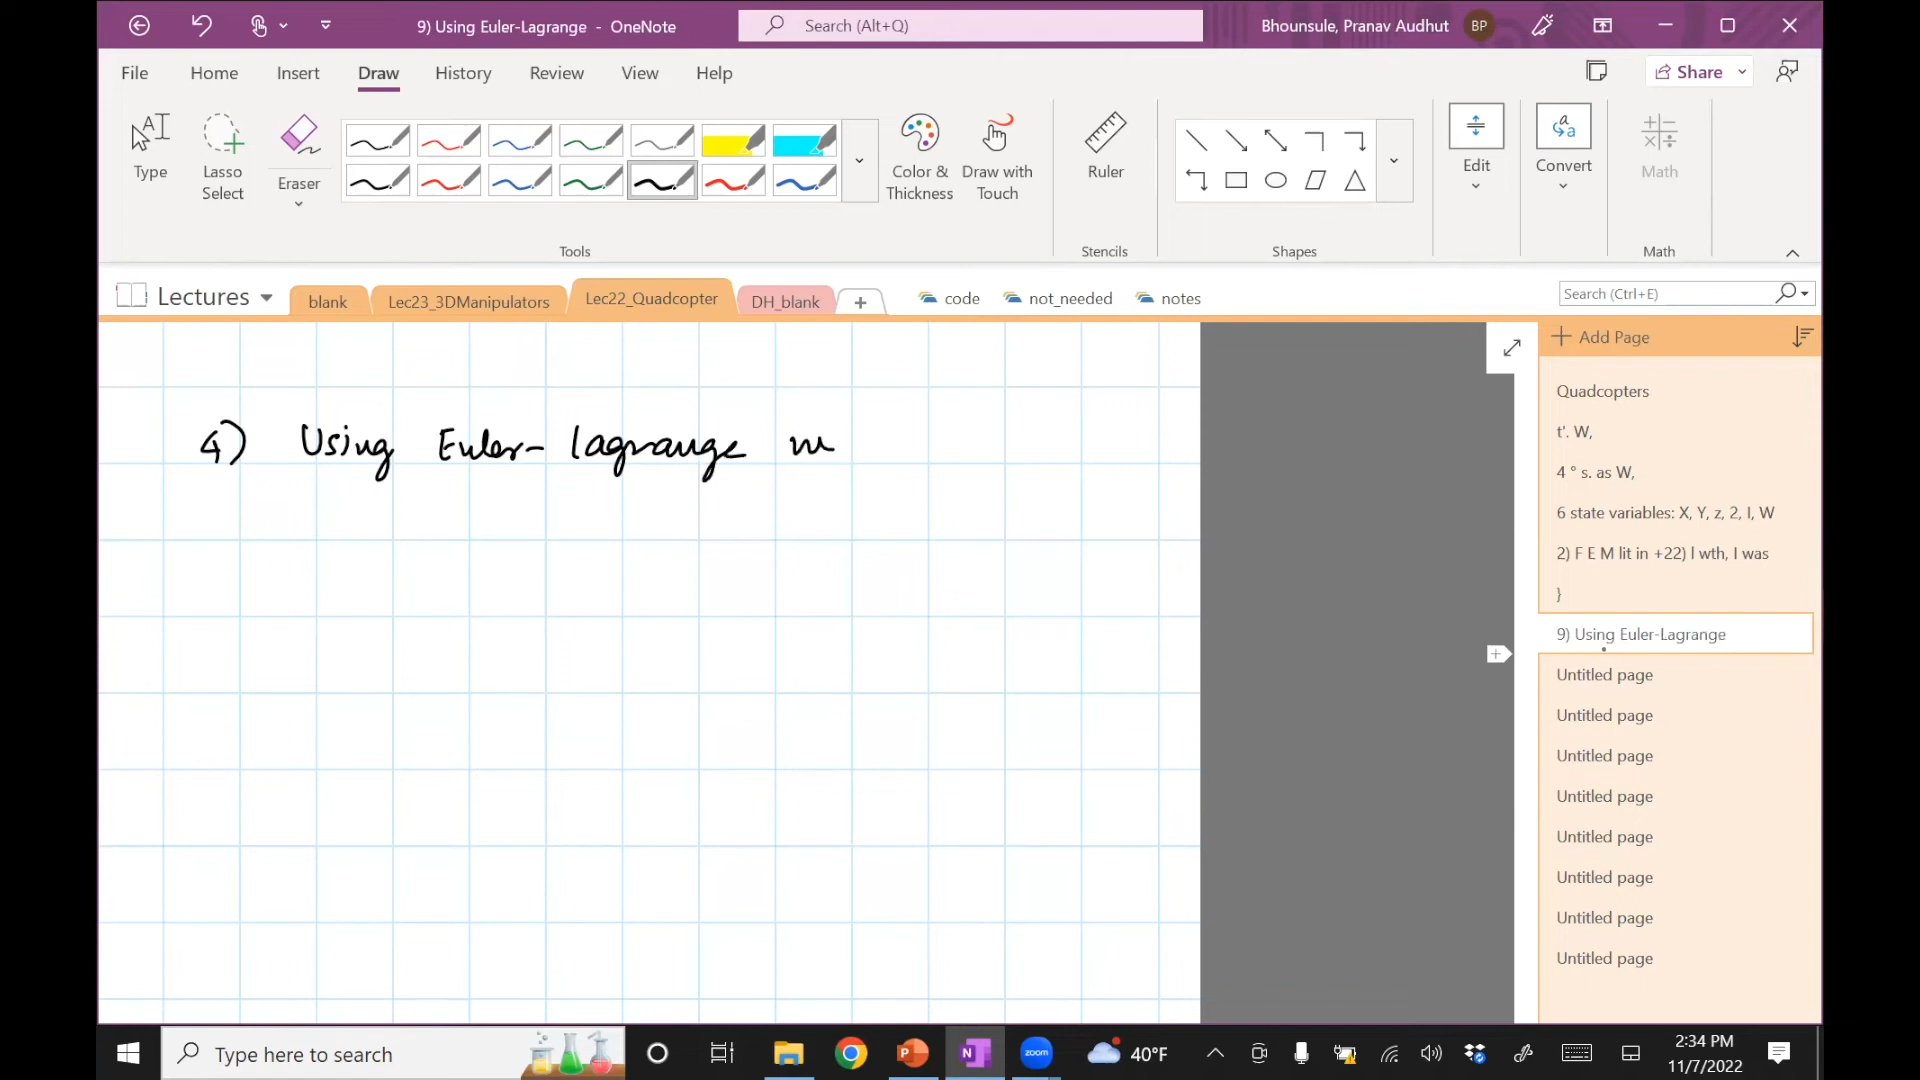 9) Using Euler-Lagrange - OneNote
Search (Alt+Q)
Bhounsule, Pranav Audhut
BP
File
Home
Insert
Draw
History
Review
View
Help
Share
Type
Lasso Select
Eraser
Color & Thickness
Draw with Touch
Ruler
Edit
Convert
Math
Tools
Stencils
Shapes
Math
Lectures
blank
Lec23_3DManipulators
Lec22_Quadcopter
DH_blank
code
not_needed
notes
Search (Ctrl+E)
4) Using Euler-lagrange m
Add Page
Quadcopters
t'. W,
4 ° s. as W,
6 state variables: X, Y, z, 2, I, W
2) F E M lit in +22) l wth, I was
}
9) Using Euler-Lagrange
Untitled page
Untitled page
Untitled page
Untitled page
Untitled page
Untitled page
Untitled page
Untitled page
Type here to search
zoom
40°F
2:34 PM
11/7/2022